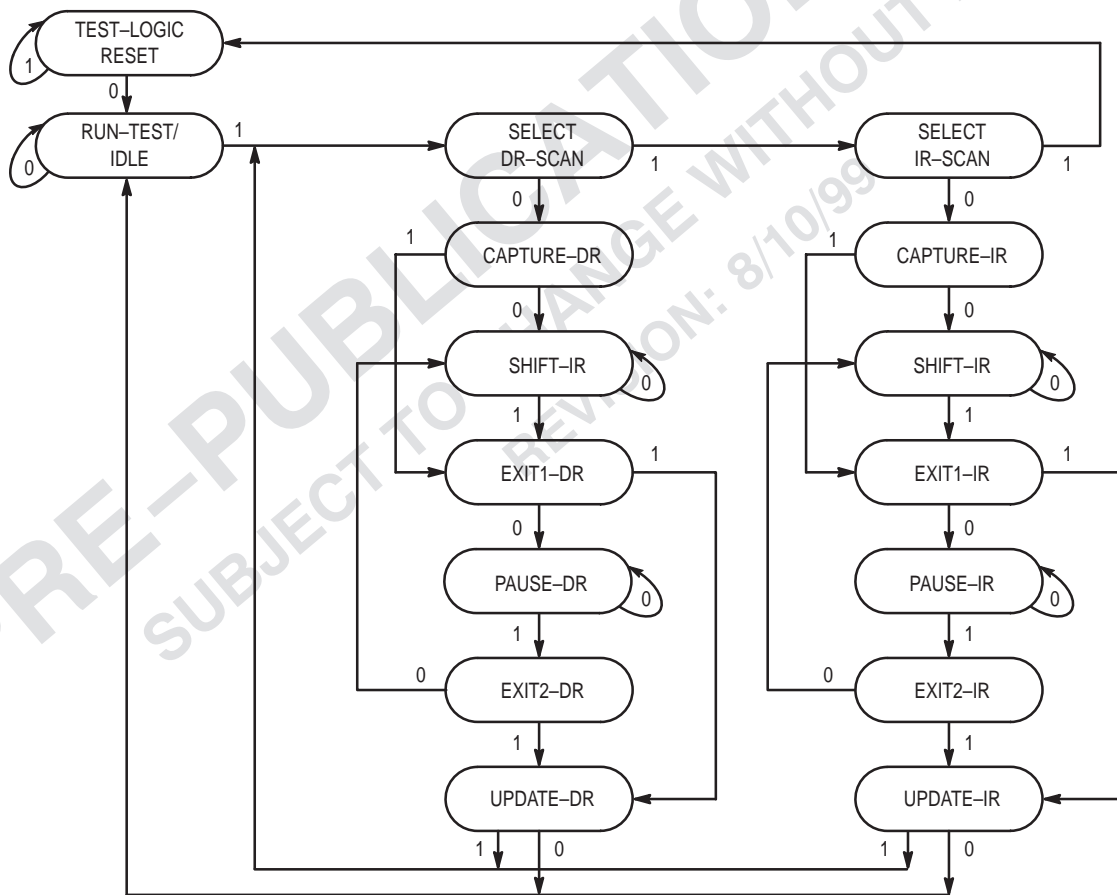 TEST–LOGIC
RESET
1
0
RUN–TEST/
IDLE
0
1
SELECT
DR–SCAN
1
SELECT
IR–SCAN
1
0
0
1
CAPTURE–DR
1
CAPTURE–IR
0
0
SHIFT–IR
0
SHIFT–IR
0
1
1
EXIT1–DR
1
EXIT1–IR
1
0
0
PAUSE–DR
0
PAUSE–IR
0
1
1
0
EXIT2–DR
0
EXIT2–IR
1
1
UPDATE–DR
UPDATE–IR
1
0
1
0
PRE–PUBLICATION
SUBJECT TO CHANGE WITHOUT
REVISION: 8/10/99